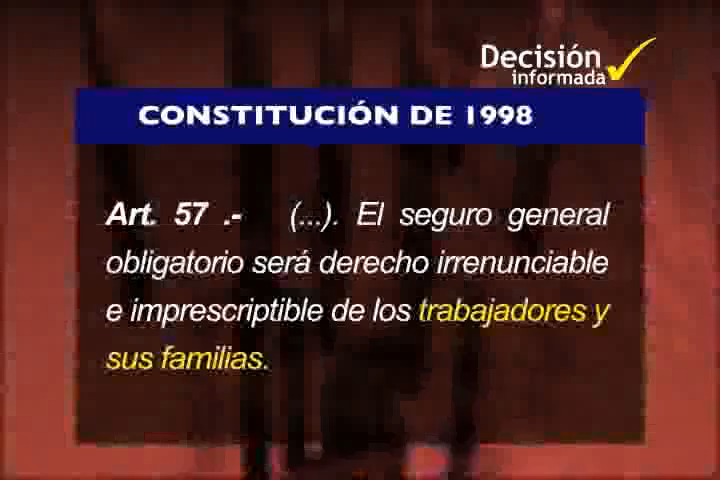 Decisión
informada
CONSTITUCIÓN DE 1998
Art. 57 .- (...). El seguro general
obligatorio será derecho irrenunciable
e imprescriptible de los trabajadores y
sus familias.